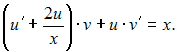 (u′ + 2u/x)·v + u·v′ = x.